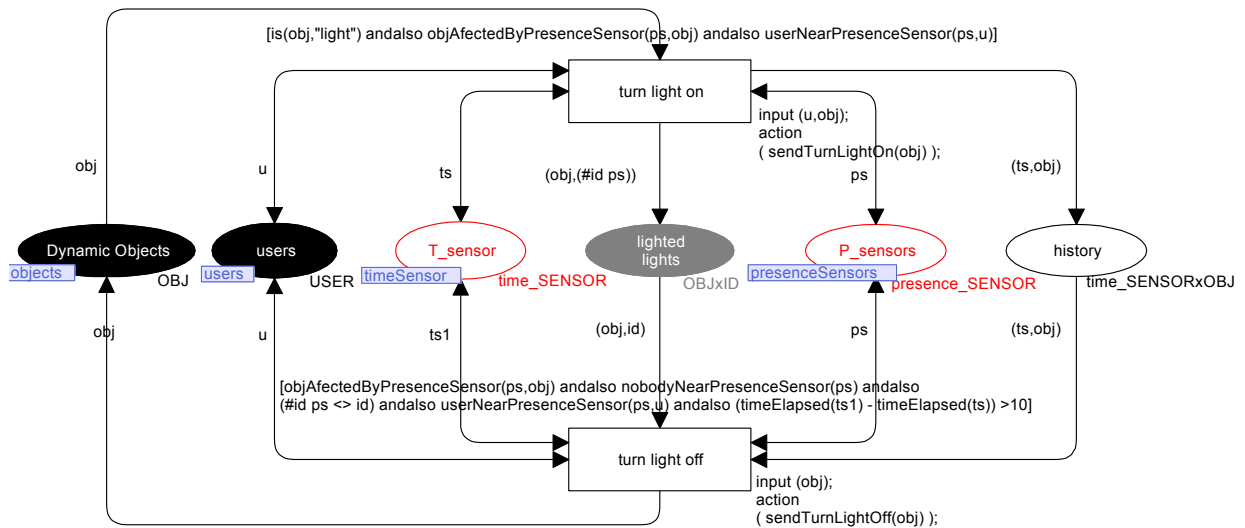 [is(obj,"light") andalso objAfectedByPresenceSensor(ps,obj) andalso userNearPresenceSensor(ps,u)]
turn light on
input (u,obj);
action
( sendTurnLightOn(obj) );
obj
u
ts
(obj,(#id ps))
ps
(ts,obj)
Dynamic Objects
objects
OBJ
users
users
USER
T_sensor
timeSensor
time_SENSOR
lighted
lights
OBJxID
P_sensors
presenceSensors
presence_SENSOR
history
time_SENSORxOBJ
obj
u
ts1
(obj,id)
ps
(ts,obj)
[objAfectedByPresenceSensor(ps,obj) andalso nobodyNearPresenceSensor(ps) andalso
(#id ps <> id) andalso userNearPresenceSensor(ps,u) andalso (timeElapsed(ts1) - timeElapsed(ts)) >10]
turn light off
input (obj);
action
( sendTurnLightOff(obj) );